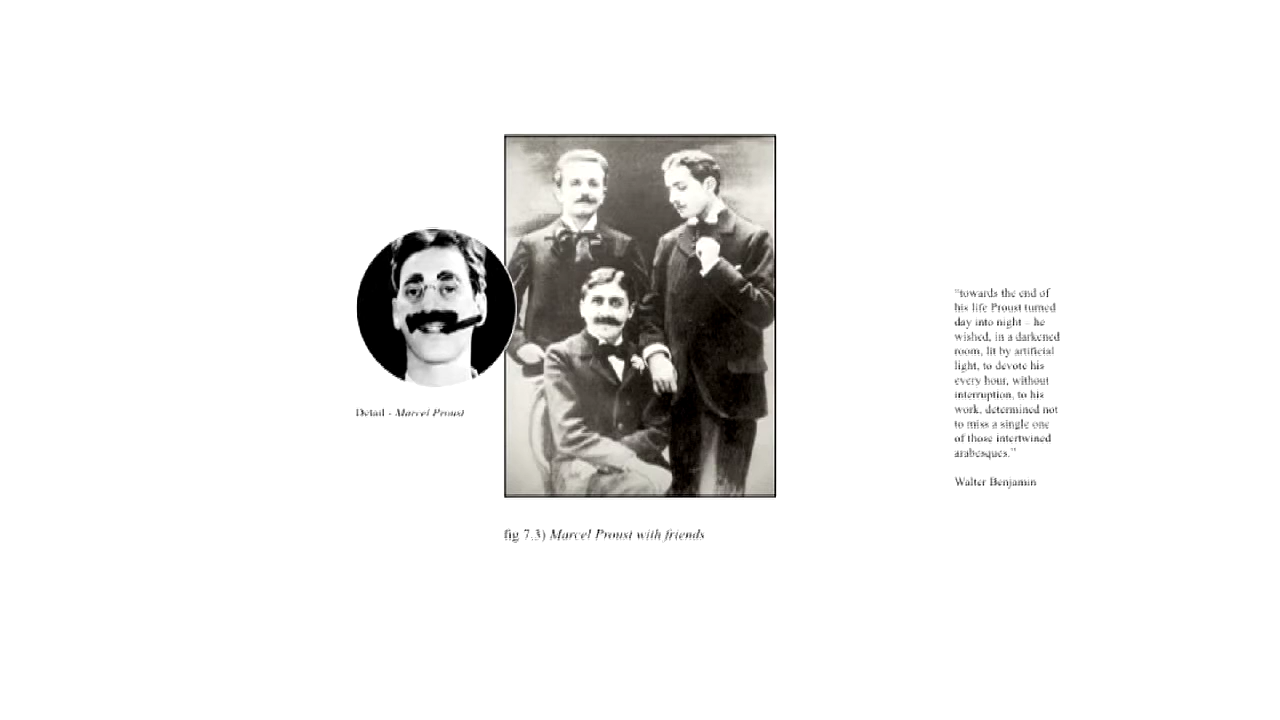 Detail - Marcel Proust
fig 7.3) Marcel Proust with friends
“towards the end of
his life Proust turned
day into night – he
wished, in a darkened
room, lit by artificial
light, to devote his
every hour, without
interruption, to his
work, determined not
to miss a single one
of those intertwined
arabesques.”
Walter Benjamin